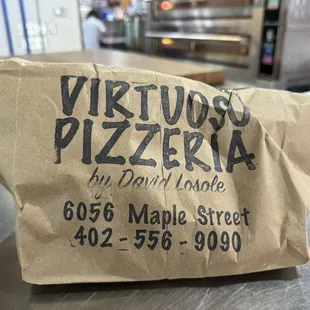 VIRTUOSO
PIZZERIA
by David Losole
6056 Maple Street
402-556-9090